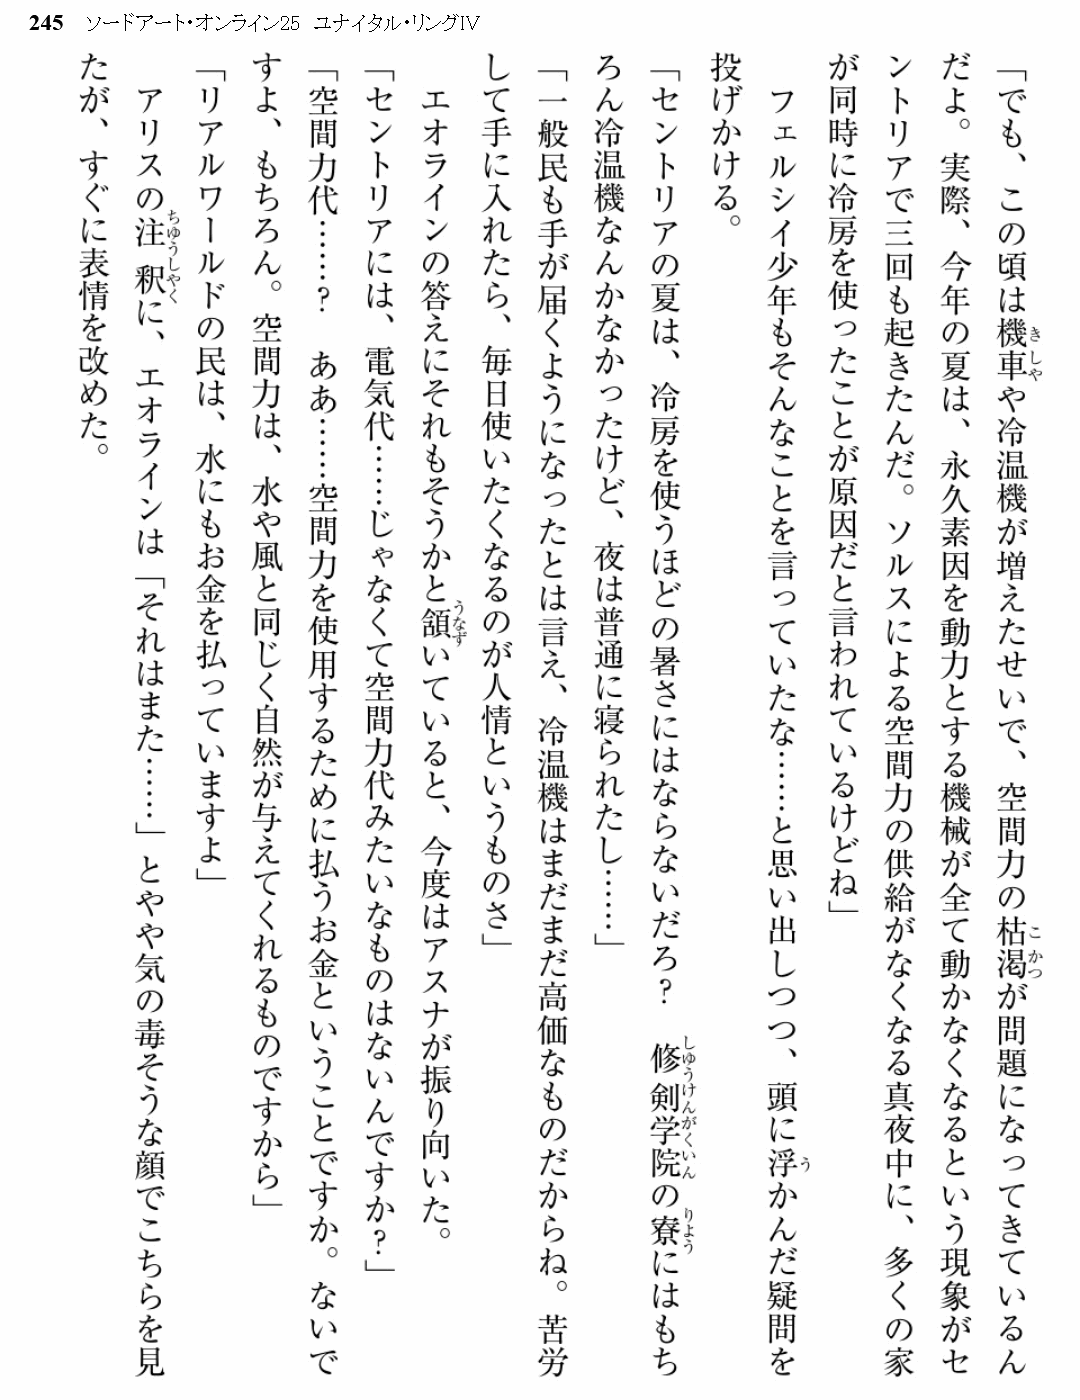 245 ソードアート・オンライン25 ユナイタル・リングⅣ
「でも、この頃は機車や冷温機が増えたせいで、空間力の枯渇が問題になってきているん
だよ。実際、今年の夏は、永久素因を動力とする機械が全て動かなくなるという現象がセ
ントリアで三回も起きたんだ。ソルスによる空間力の供給がなくなる真夜中に、多くの家
が同時に冷房を使ったことが原因だと言われているけどね」
　フェルシイ少年もそんなことを言っていたな……と思い出しつつ、頭に浮かんだ疑問を
投げかける。
「セントリアの夏は、冷房を使うほどの暑さにはならないだろ？　修剣学院の寮にはもち
ろん冷温機なんかなかったけど、夜は普通に寝られたし……」
「一般民も手が届くようになったとは言え、冷温機はまだまだ高価なものだからね。苦労
して手に入れたら、毎日使いたくなるのが人情というものさ」
　エオラインの答えにそれもそうかと頷いていると、今度はアスナが振り向いた。
「セントリアには、電気代……じゃなくて空間力代みたいなものはないんですか？」
「空間力代……？　ああ……空間力を使用するために払うお金ということですか。ないで
すよ、もちろん。空間力は、水や風と同じく自然が与えてくれるものですから」
「リアルワールドの民は、水にもお金を払っていますよ」
　アリスの注釈に、エオラインは「それはまた……」とやや気の毒そうな顔でこちらを見
たが、すぐに表情を改めた。